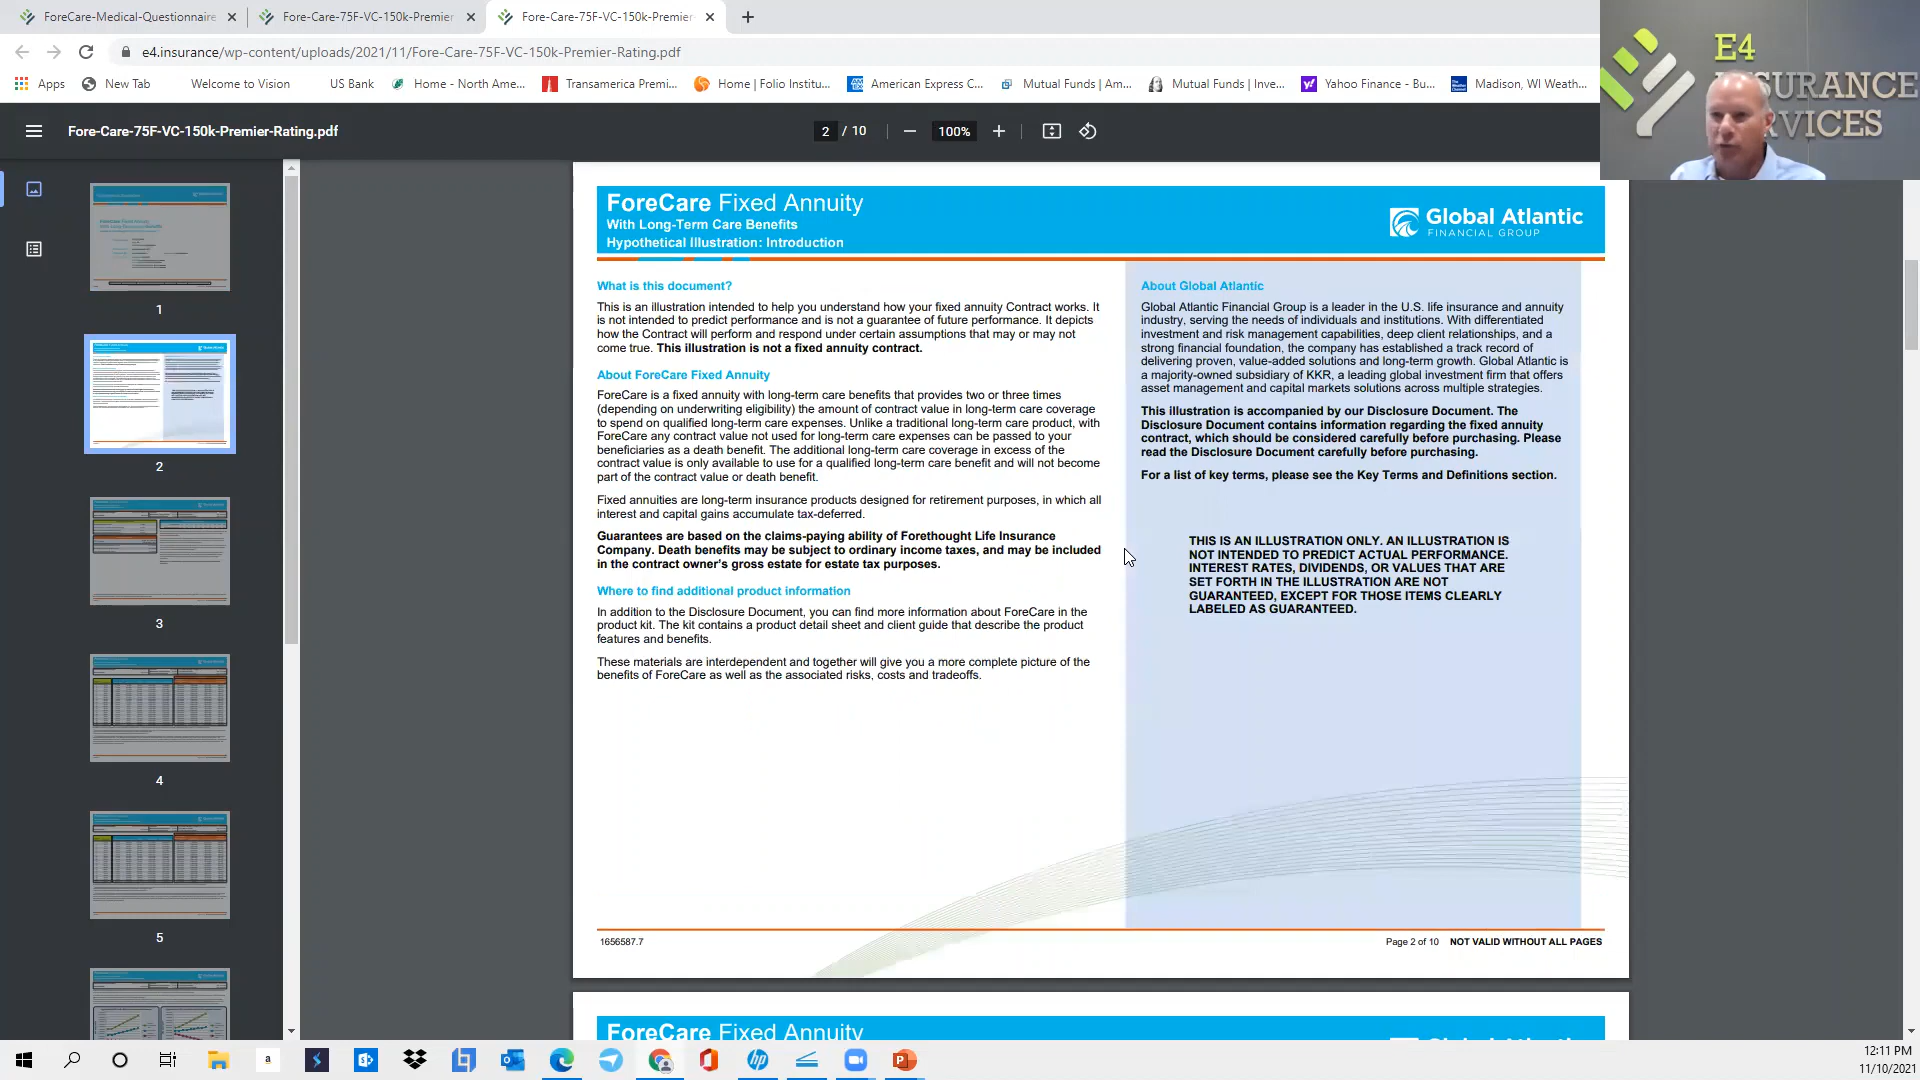 ForeCare-Medical-Questionnaire
Fore-Care-75F-VC-150k-Premier
Fore-Care-75F-VC-150k-Premier-
e4.insurance/wp-content/uploads/2021/11/Fore-Care-75F-VC-150k-Premier-Rating.pdf
Apps
New Tab
Welcome to Vision
US Bank
Home - North Ame...
Transamerica Premi...
Home | Folio Institu...
American Express C...
Mutual Funds | Am...
Mutual Funds | Inve...
Yahoo Finance - Bu...
Madison, WI Weath...
E4
SURANCE
VICES
Fore-Care-75F-VC-150k-Premier-Rating.pdf
2 / 10
100%
1
2
3
4
5
ForeCare Fixed Annuity
With Long-Term Care Benefits
Hypothetical Illustration: Introduction
Global Atlantic
FINANCIAL GROUP
What is this document?
This is an illustration intended to help you understand how your fixed annuity Contract works. It
is not intended to predict performance and is not a guarantee of future performance. It depicts
how the Contract will perform and respond under certain assumptions that may or may not
come true. This illustration is not a fixed annuity contract.
About ForeCare Fixed Annuity
ForeCare is a fixed annuity with long-term care benefits that provides two or three times
(depending on underwriting eligibility) the amount of contract value in long-term care coverage
to spend on qualified long-term care expenses. Unlike a traditional long-term care product, with
ForeCare any contract value not used for long-term care expenses can be passed to your
beneficiaries as a death benefit. The additional long-term care coverage in excess of the
contract value is only available to use for a qualified long-term care benefit and will not become
part of the contract value or death benefit.
Fixed annuities are long-term insurance products designed for retirement purposes, in which all
interest and capital gains accumulate tax-deferred.
Guarantees are based on the claims-paying ability of Forethought Life Insurance
Company. Death benefits may be subject to ordinary income taxes, and may be included
in the contract owner's gross estate for estate tax purposes.
Where to find additional product information
In addition to the Disclosure Document, you can find more information about ForeCare in the
product kit. The kit contains a product detail sheet and client guide that describe the product
features and benefits.
These materials are interdependent and together will give you a more complete picture of the
benefits of ForeCare as well as the associated risks, costs and tradeoffs.
About Global Atlantic
Global Atlantic Financial Group is a leader in the U.S. life insurance and annuity
industry, serving the needs of individuals and institutions. With differentiated
investment and risk management capabilities, deep client relationships, and a
strong financial foundation, the company has established a track record of
delivering proven, value-added solutions and long-term growth. Global Atlantic is
a majority-owned subsidiary of KKR, a leading global investment firm that offers
asset management and capital markets solutions across multiple strategies.
This illustration is accompanied by our Disclosure Document. The
Disclosure Document contains information regarding the fixed annuity
contract, which should be considered carefully before purchasing. Please
read the Disclosure Document carefully before purchasing.
For a list of key terms, please see the Key Terms and Definitions section.
THIS IS AN ILLUSTRATION ONLY. AN ILLUSTRATION IS
NOT INTENDED TO PREDICT ACTUAL PERFORMANCE.
INTEREST RATES, DIVIDENDS, OR VALUES THAT ARE
SET FORTH IN THE ILLUSTRATION ARE NOT
GUARANTEED, EXCEPT FOR THOSE ITEMS CLEARLY
LABELED AS GUARANTEED.
1656587.7
Page 2 of 10 NOT VALID WITHOUT ALL PAGES
ForeCare Fixed Annuity
12:11 PM
11/10/2021